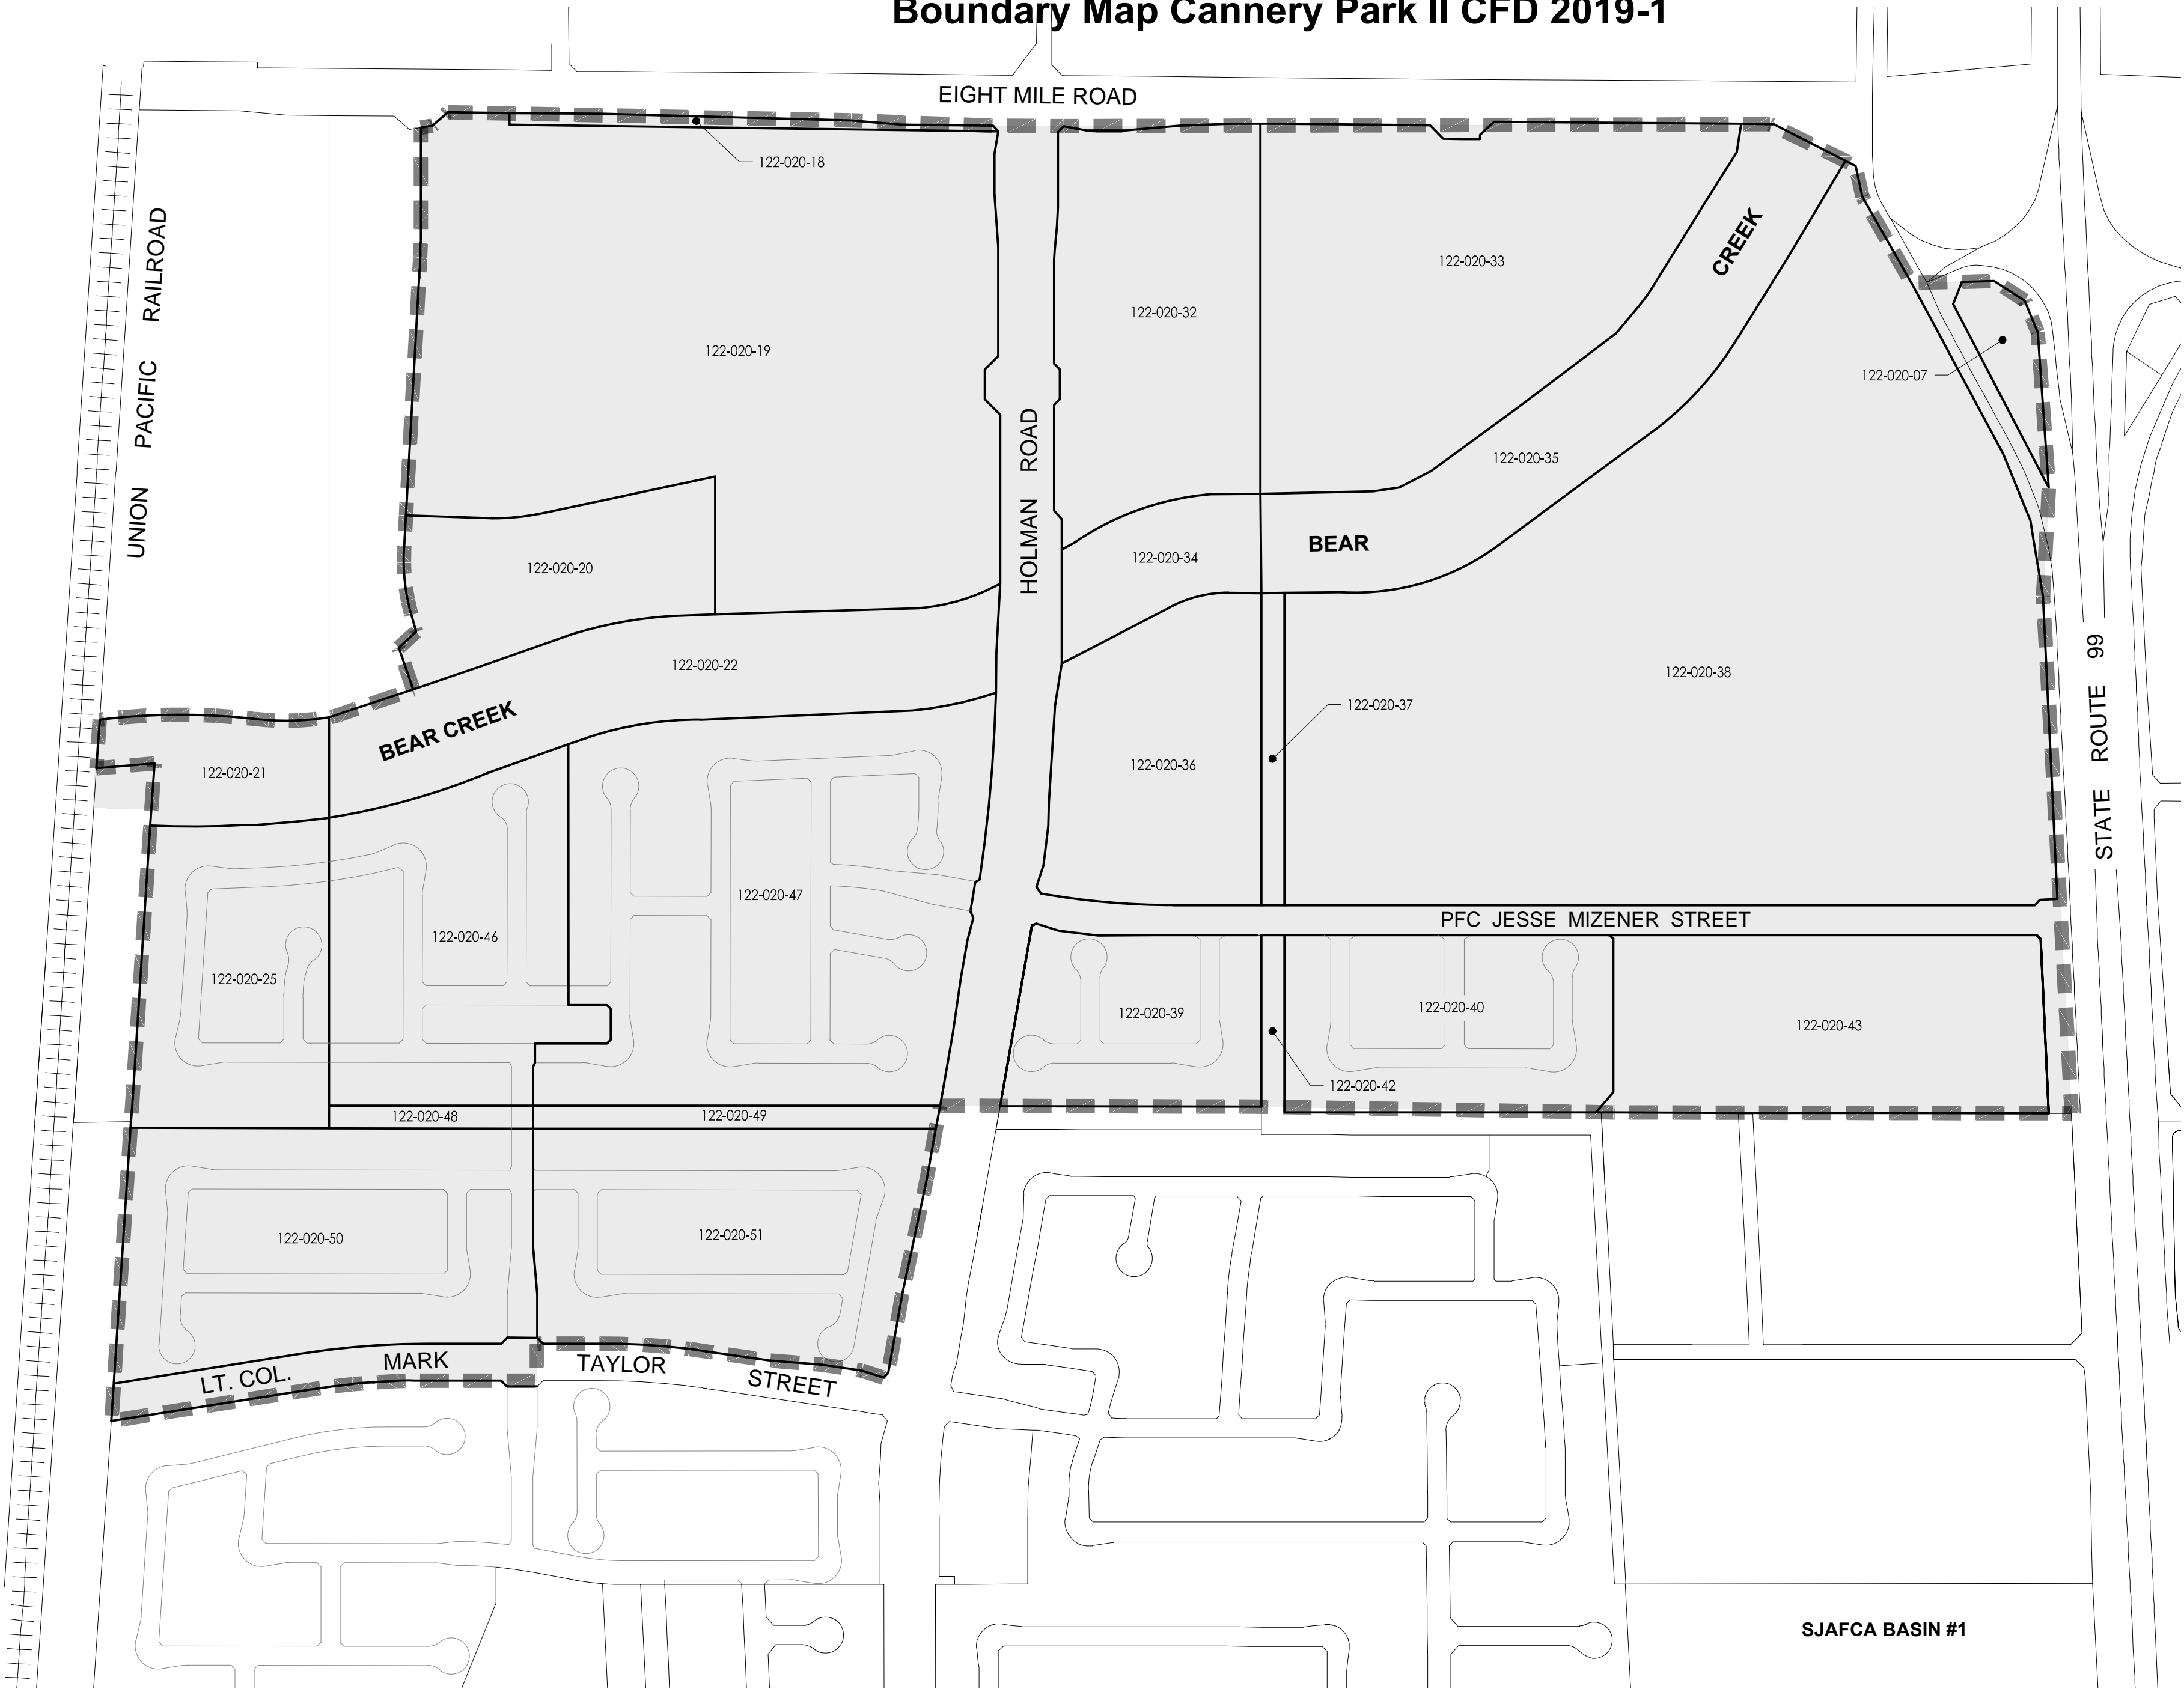 Boundary Map Cannery Park II CFD 2019-1
EIGHT MILE ROAD
122-020-18
UNION PACIFIC RAILROAD
CREEK
122-020-33
122-020-32
122-020-19
122-020-07
HOLMAN ROAD
122-020-35
BEAR
122-020-34
122-020-20
122-020-22
122-020-38
STATE ROUTE 99
122-020-37
BEAR CREEK
122-020-36
122-020-21
122-020-47
PFC JESSE MIZENER STREET
122-020-46
122-020-25
122-020-39
122-020-40
122-020-43
122-020-42
122-020-48
122-020-49
122-020-50
122-020-51
LT. COL. MARK TAYLOR STREET
SJAFCA BASIN #1